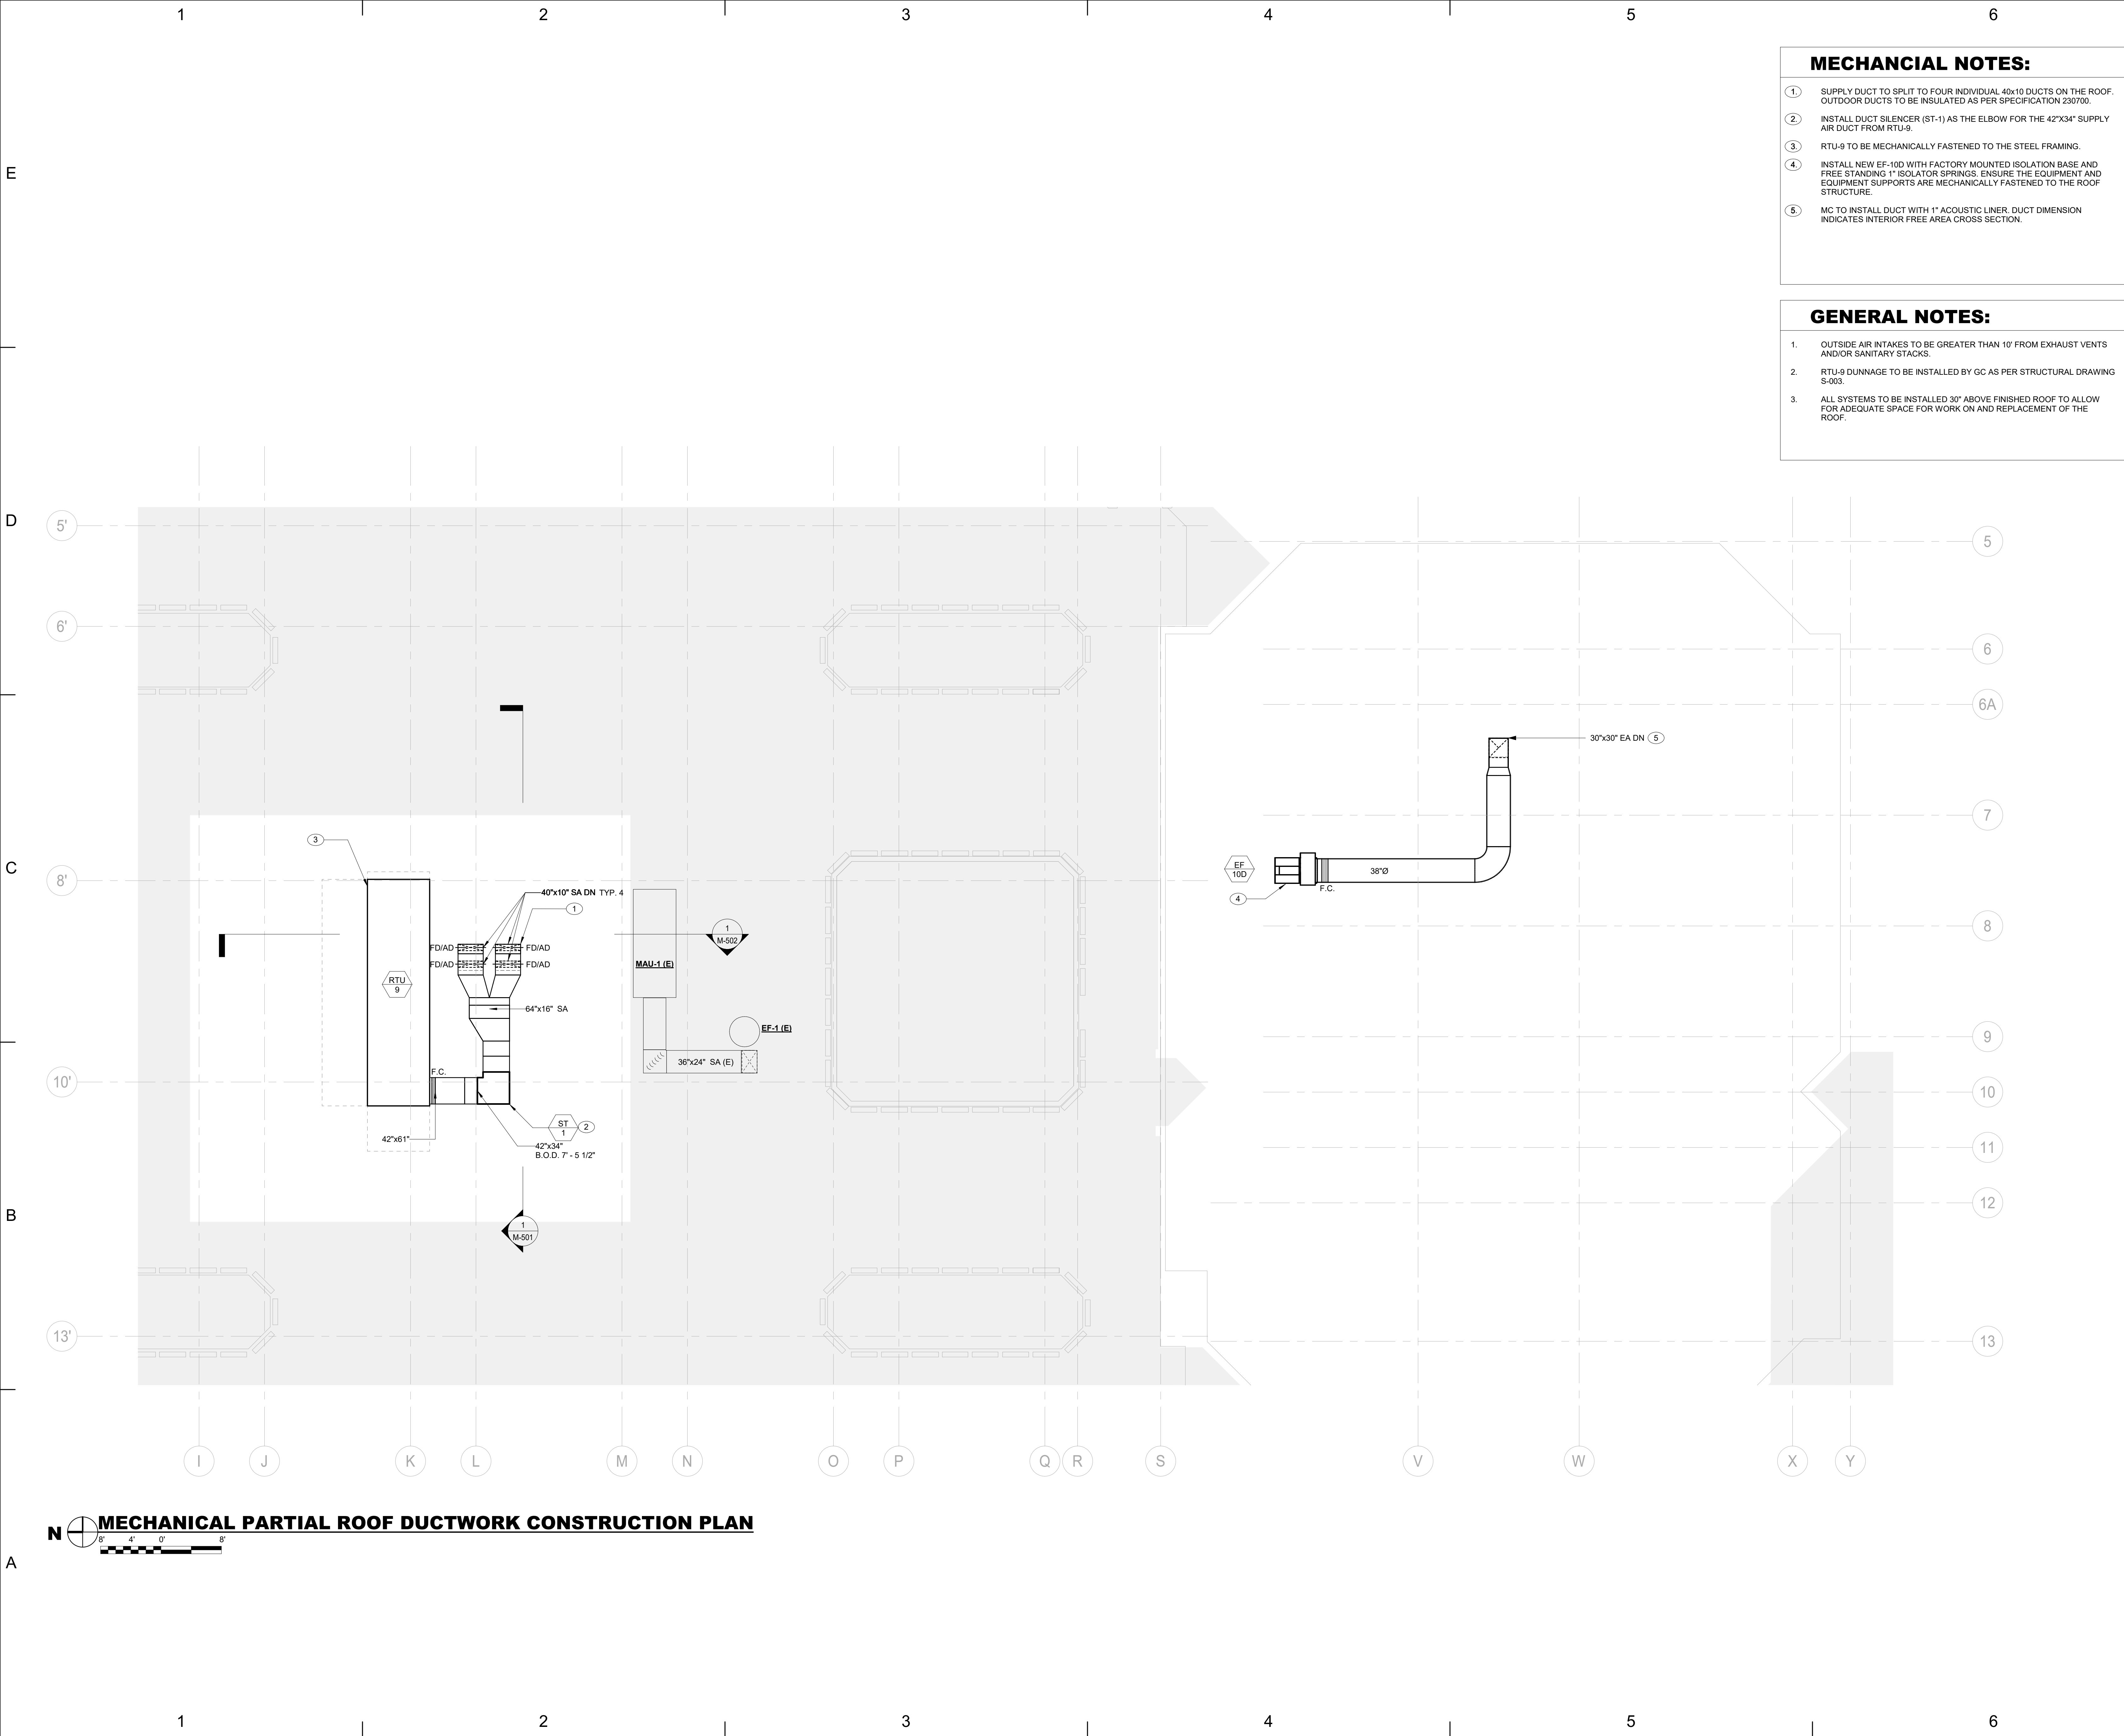 1 2 3 4 5 6
MECHANCIAL NOTES:
1. SUPPLY DUCT TO SPLIT TO FOUR INDIVIDUAL 40x10 DUCTS ON THE ROOF.
OUTDOOR DUCTS TO BE INSULATED AS PER SPECIFICATION 230700.
2. INSTALL DUCT SILENCER (ST-1) AS THE ELBOW FOR THE 42"X34" SUPPLY
AIR DUCT FROM RTU-9.
3. RTU-9 TO BE MECHANICALLY FASTENED TO THE STEEL FRAMING.
4. INSTALL NEW EF-10D WITH FACTORY MOUNTED ISOLATION BASE AND
FREE STANDING 1" ISOLATOR SPRINGS. ENSURE THE EQUIPMENT AND
EQUIPMENT SUPPORTS ARE MECHANICALLY FASTENED TO THE ROOF
STRUCTURE.
5. MC TO INSTALL DUCT WITH 1" ACOUSTIC LINER. DUCT DIMENSION
INDICATES INTERIOR FREE AREA CROSS SECTION.
GENERAL NOTES:
1. OUTSIDE AIR INTAKES TO BE GREATER THAN 10' FROM EXHAUST VENTS
AND/OR SANITARY STACKS.
2. RTU-9 DUNNAGE TO BE INSTALLED BY GC AS PER STRUCTURAL DRAWING
S-003.
3. ALL SYSTEMS TO BE INSTALLED 30" ABOVE FINISHED ROOF TO ALLOW
FOR ADEQUATE SPACE FOR WORK ON AND REPLACEMENT OF THE
ROOF.
E
D
C
B
A
5'
6'
8'
10'
13'
5
6
6A
7
8
9
10
11
12
13
3
40"x10" SA DN TYP. 4
1
FD/AD
FD/AD
FD/AD
FD/AD
RTU
9
64"x16" SA
F.C.
42"x61"
ST
1
2
42"x34"
B.O.D. 7' - 5 1/2"
1
M-501
1
M-502
MAU-1 (E)
EF-1 (E)
36"x24" SA (E)
30"x30" EA DN 5
EF
10D
4
F.C.
38"Ø
I J K L M N O P Q R S V W X Y
N
MECHANICAL PARTIAL ROOF DUCTWORK CONSTRUCTION PLAN
8' 4' 0' 8'
1 2 3 4 5 6